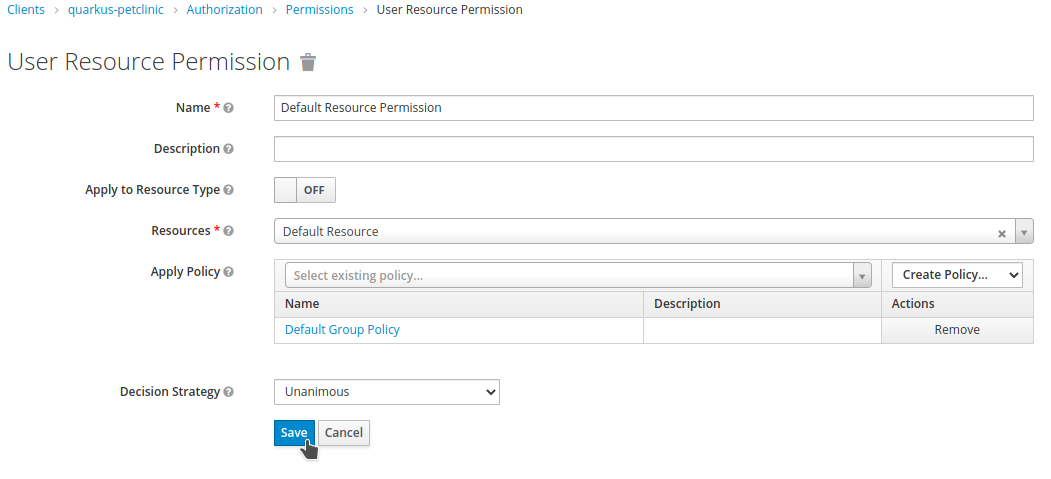 Clients > quarkus-petclinic > Authorization > Permissions > User Resource Permission
User Resource Permission
Name * Default Resource Permission
Description
Apply to Resource Type OFF
Resources * Default Resource
Apply Policy Select existing policy... Create Policy...
Name Description Actions
Default Group Policy Remove
Decision Strategy Unanimous
Save Cancel